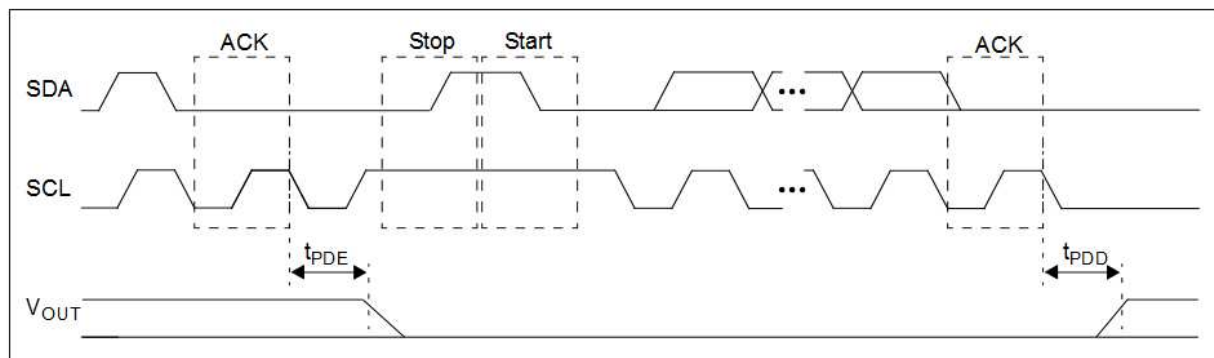 ACK Stop Start ACK
SDA
...
SCL
...
tPDE tPDD
VOUT